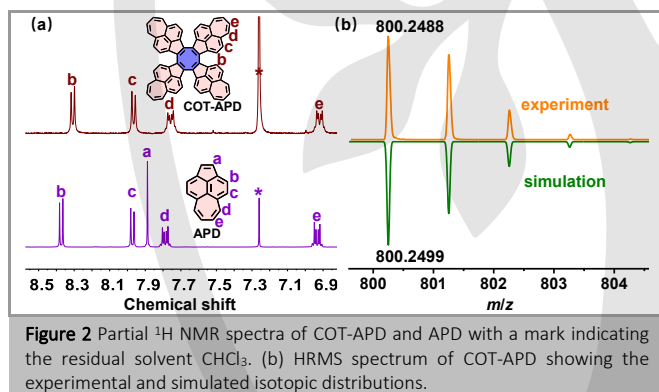 (a)
e
d
c
b
COT-APD
b
c
d
*
e
a
b
c
d
e
APD
b
c
a
d
*
e
8.5 8.3 8.1 7.9 7.7 7.5 7.3 7.1 6.9
Chemical shift
(b)
800.2488
experiment
simulation
800.2499
800 801 802 803 804
m/z
Figure 2 Partial ¹H NMR spectra of COT-APD and APD with a mark indicating
the residual solvent CHCl₃. (b) HRMS spectrum of COT-APD showing the
experimental and simulated isotopic distributions.